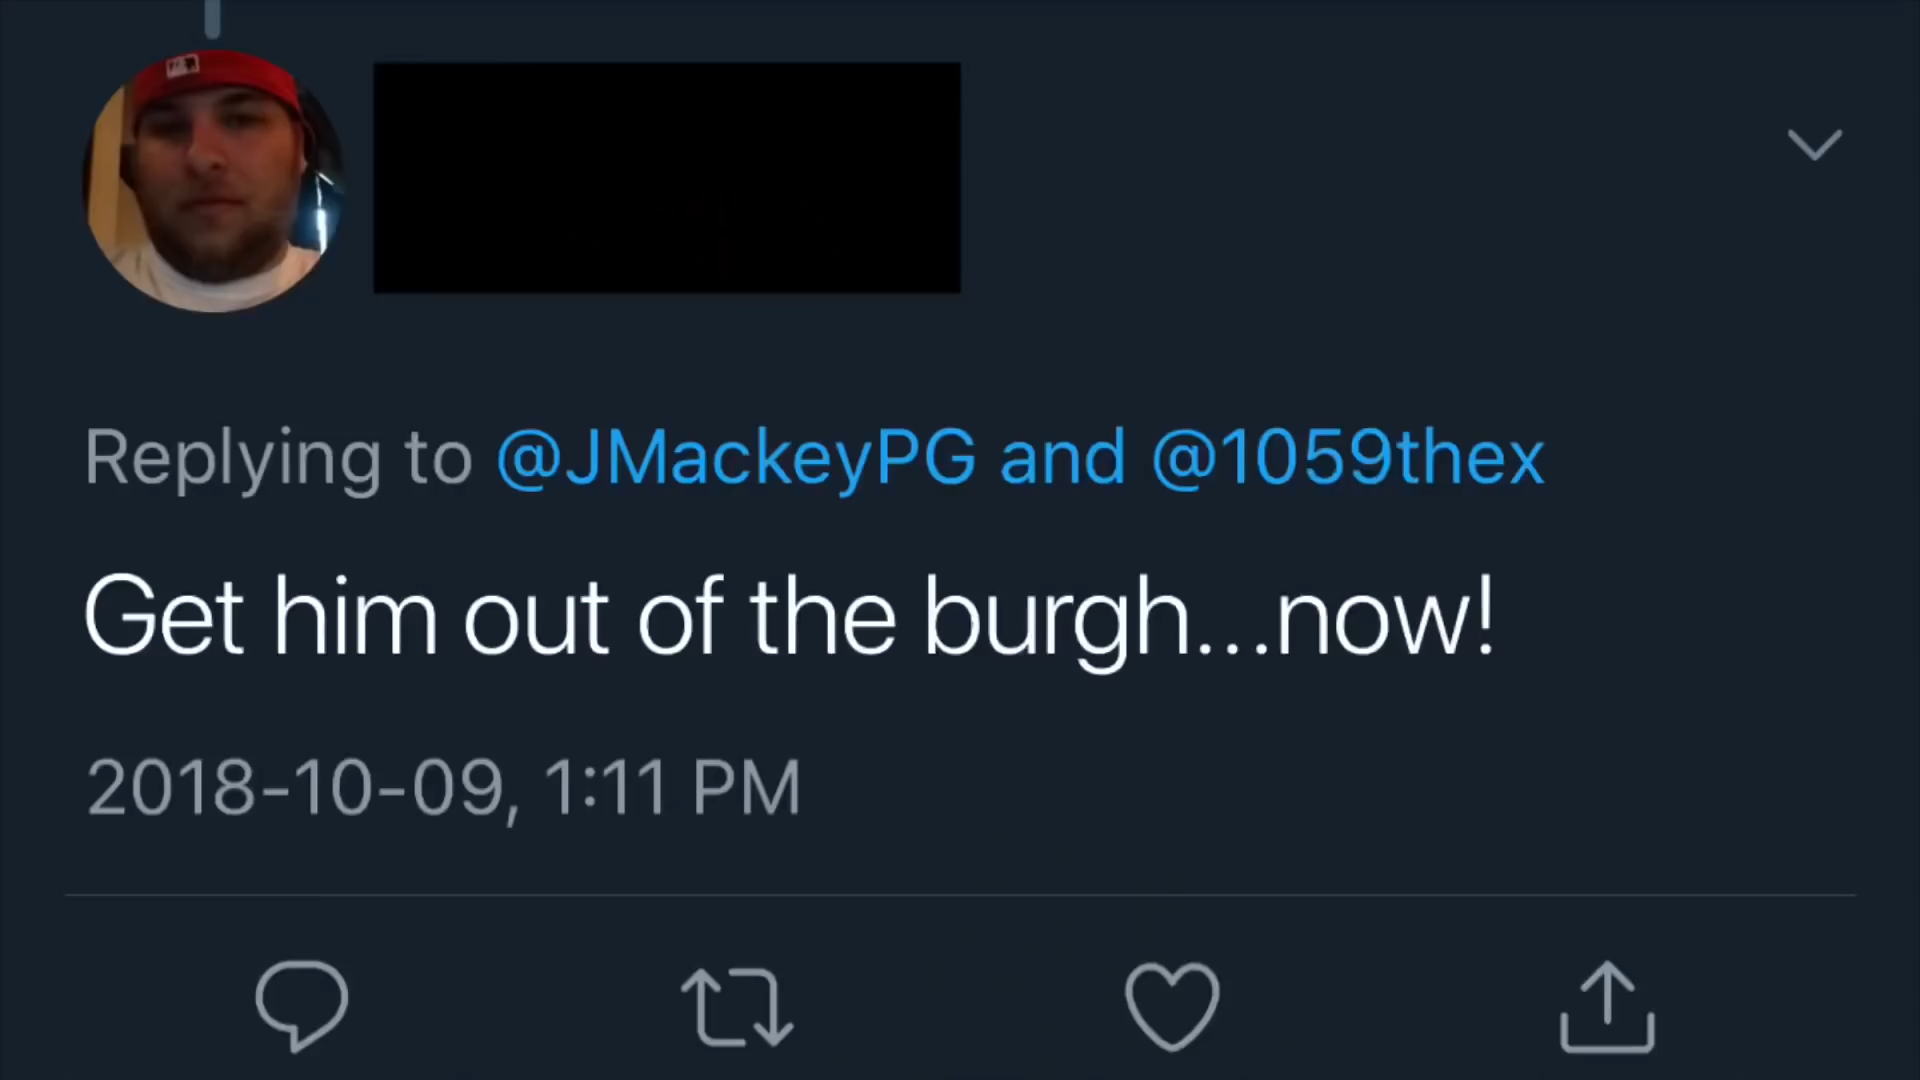 Replying to @JMackeyPG and @1059thex
Get him out of the burgh...now!
2018-10-09, 1:11 PM